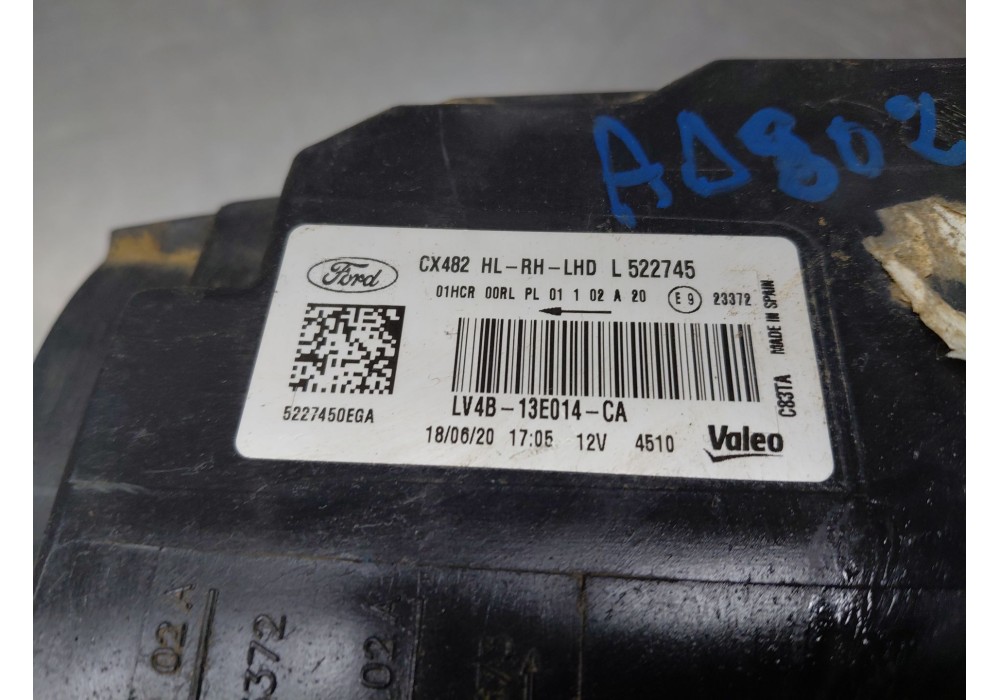 AD802
Ford
CX482 HL-RH-LHD L 522745
01HCR 00RL PL 01 1 02 A 20 E9 23372
MADE IN SPAIN
C83TA
5227450EGA
LV4B-13E014-CA
18/06/20 17:05 12V 4510
Valeo
02 A
372
02 A